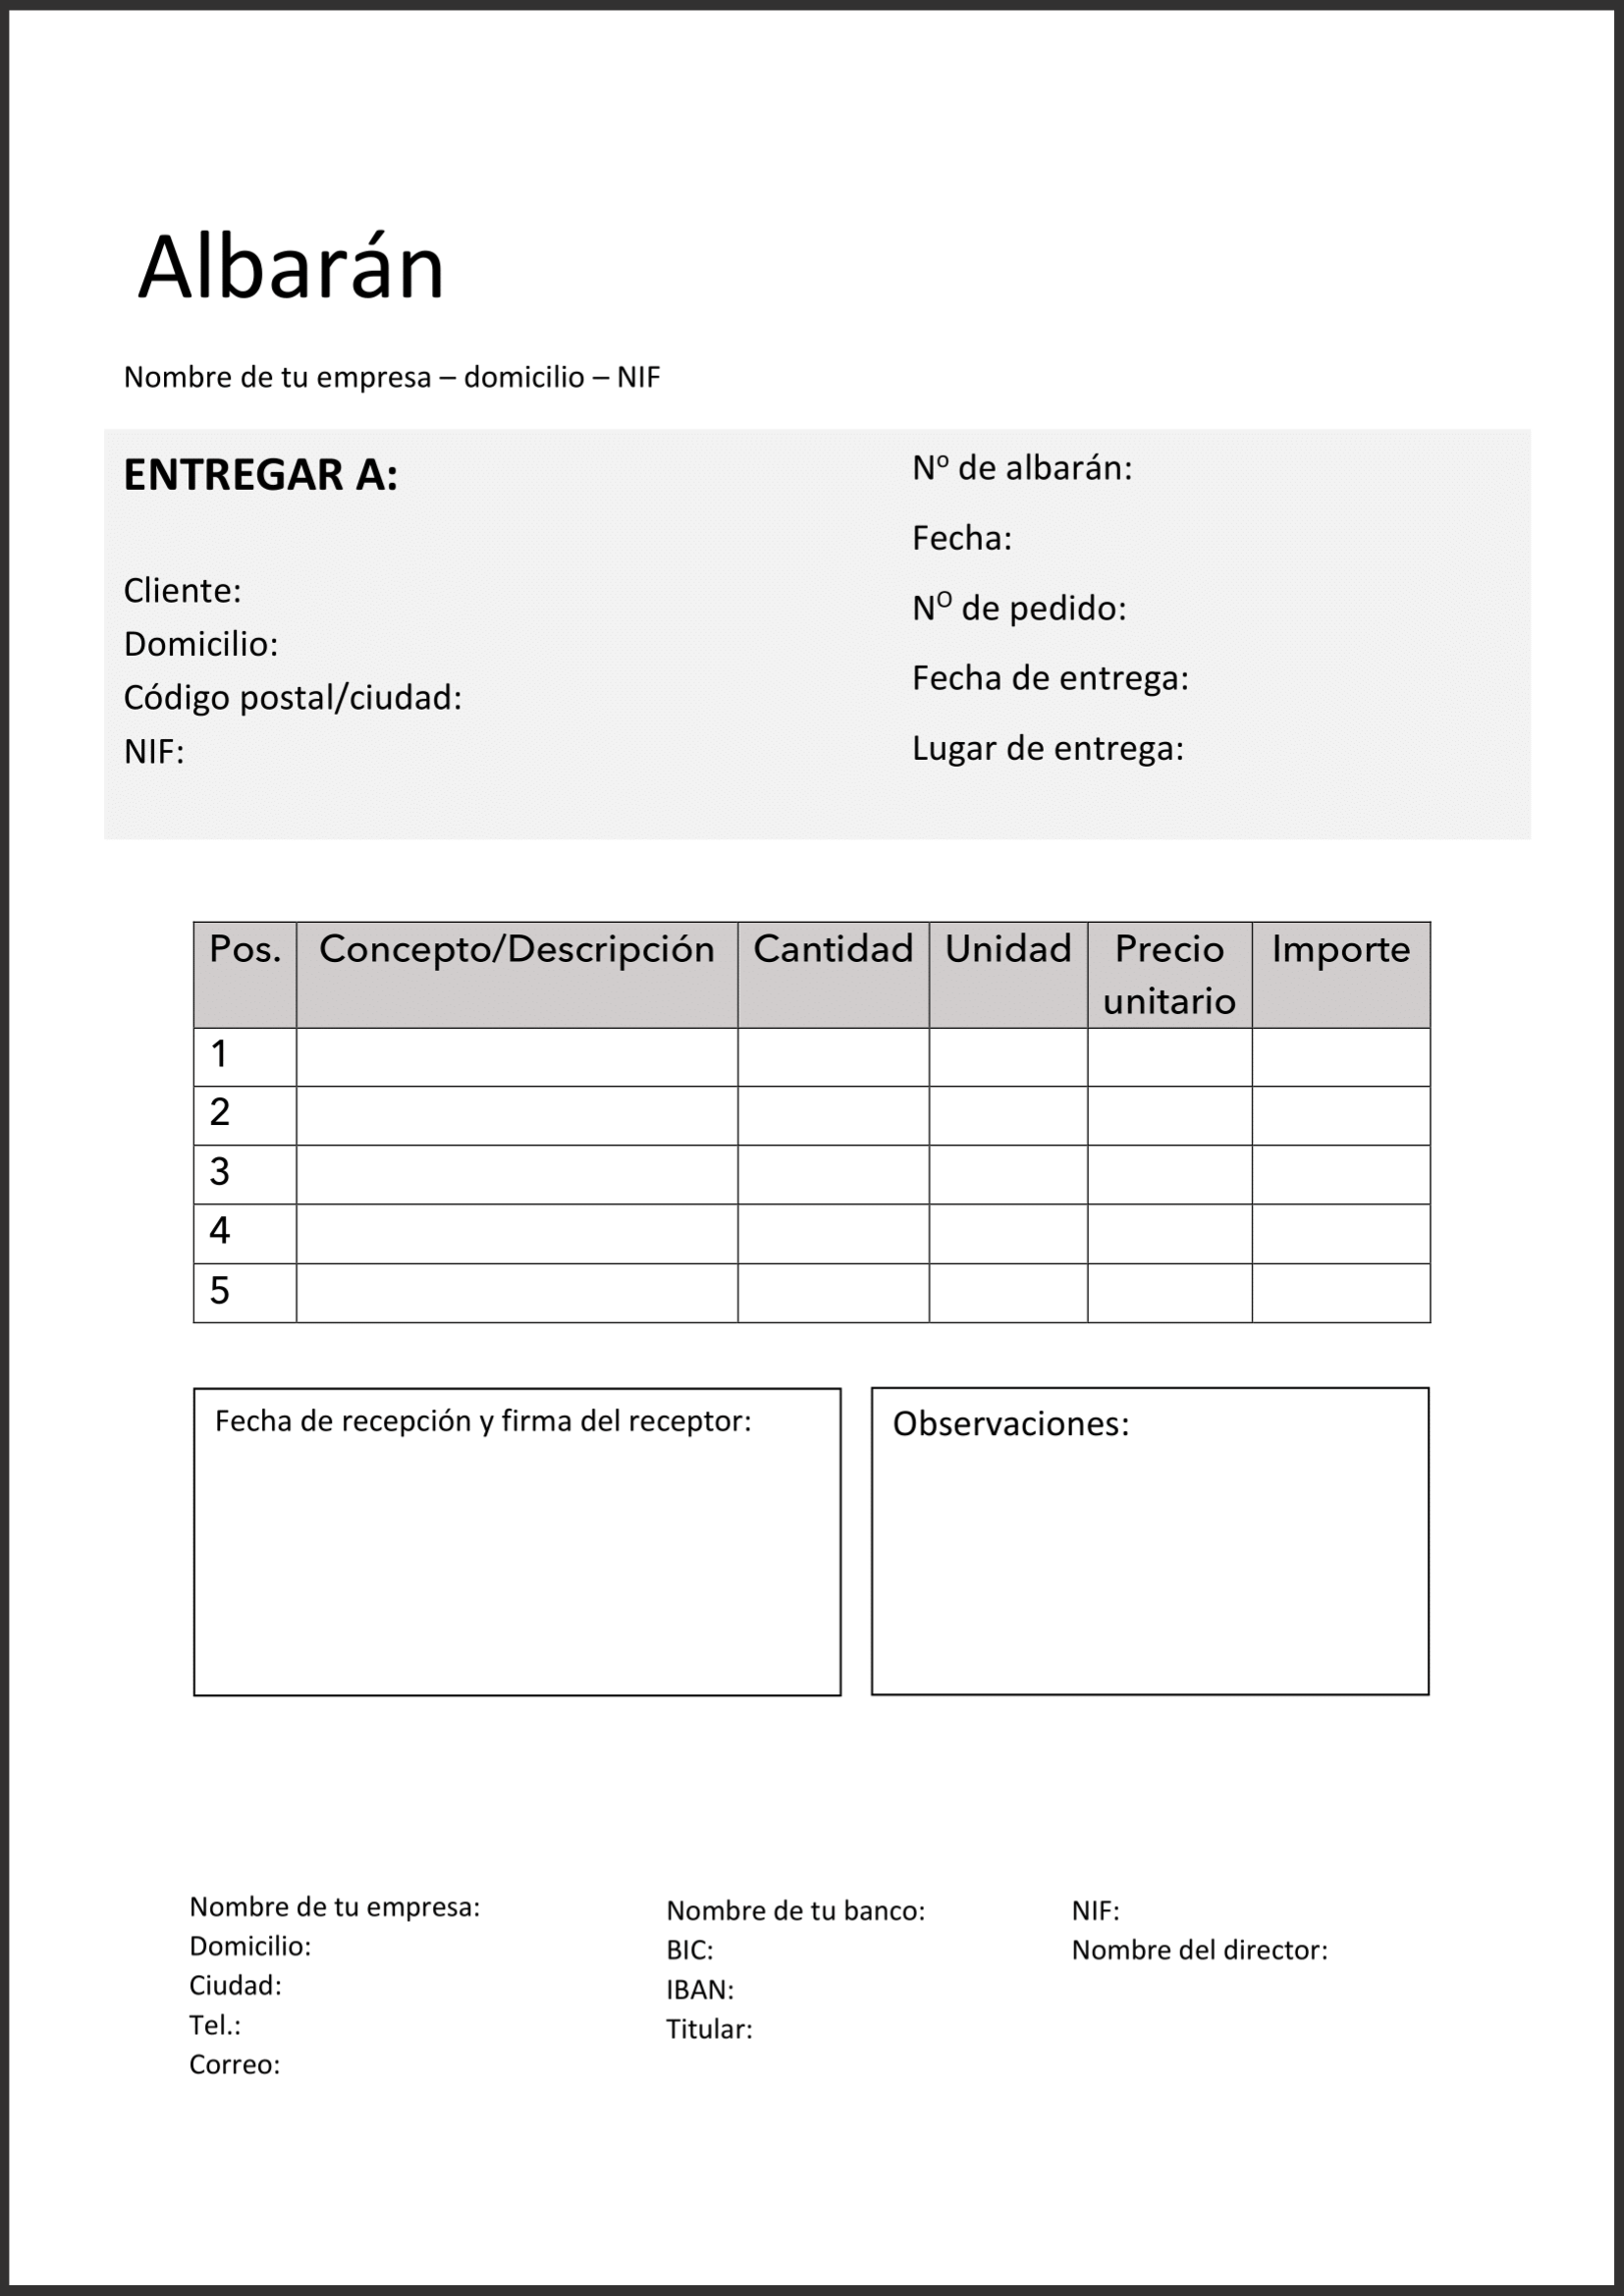 Albarán
Nombre de tu empresa – domicilio – NIF
ENTREGAR A:
Cliente:
Domicilio:
Código postal/ciudad:
NIF:
Nº de albarán:
Fecha:
Nº de pedido:
Fecha de entrega:
Lugar de entrega:
Pos. Concepto/Descripción Cantidad Unidad Precio unitario Importe
1
2
3
4
5
Fecha de recepción y firma del receptor:
Observaciones:
Nombre de tu empresa:
Domicilio:
Ciudad:
Tel.:
Correo:
Nombre de tu banco:
BIC:
IBAN:
Titular:
NIF:
Nombre del director: